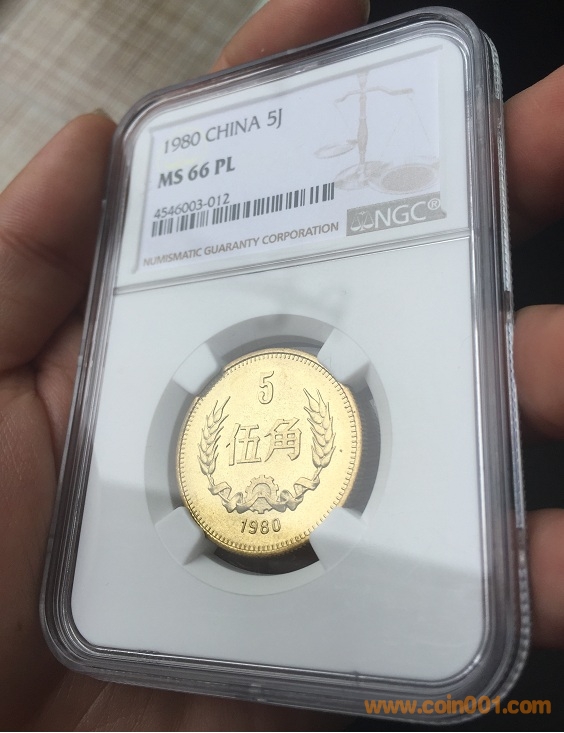 1980 CHINA 5J
MS 66 PL
4546003-012
NGC®
NUMISMATIC GUARANTY CORPORATION
5
伍角
1980
www.coin001.com